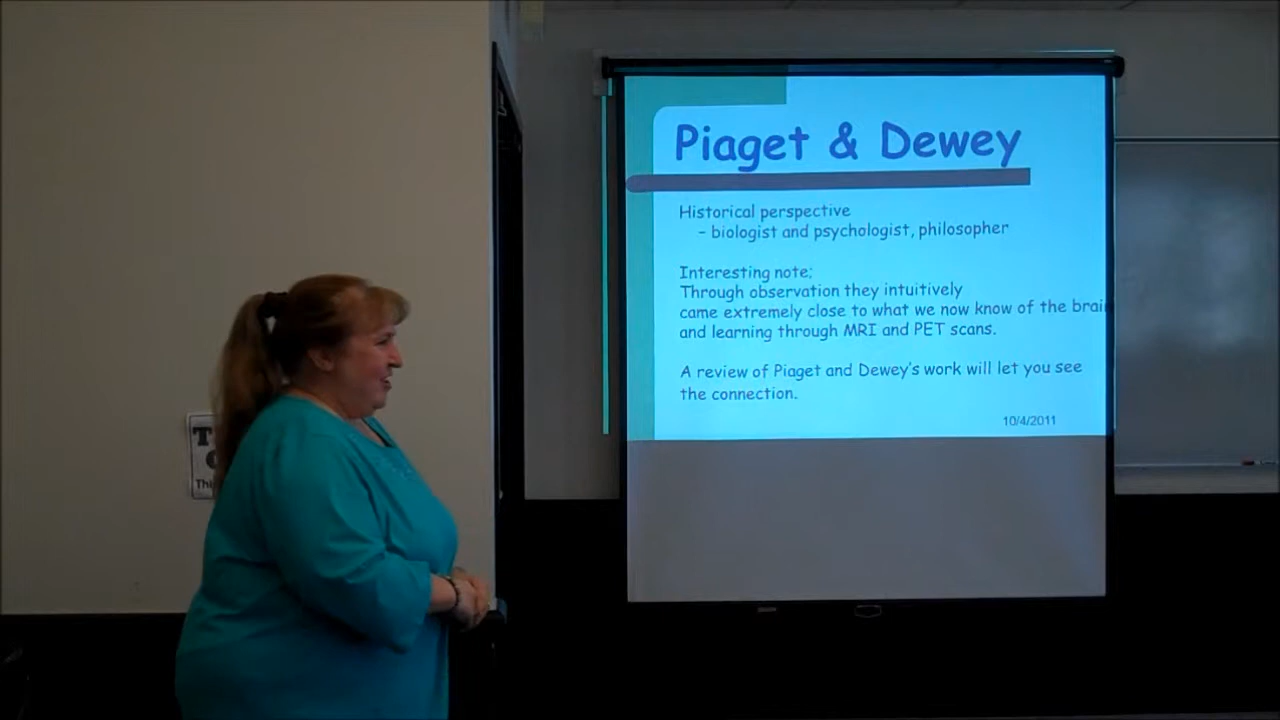 Piaget & Dewey
Historical perspective
– biologist and psychologist, philosopher
Interesting note:
Through observation they intuitively
came extremely close to what we now know of the brain
and learning through MRI and PET scans.
A review of Piaget and Dewey's work will let you see
the connection.
10/4/2011